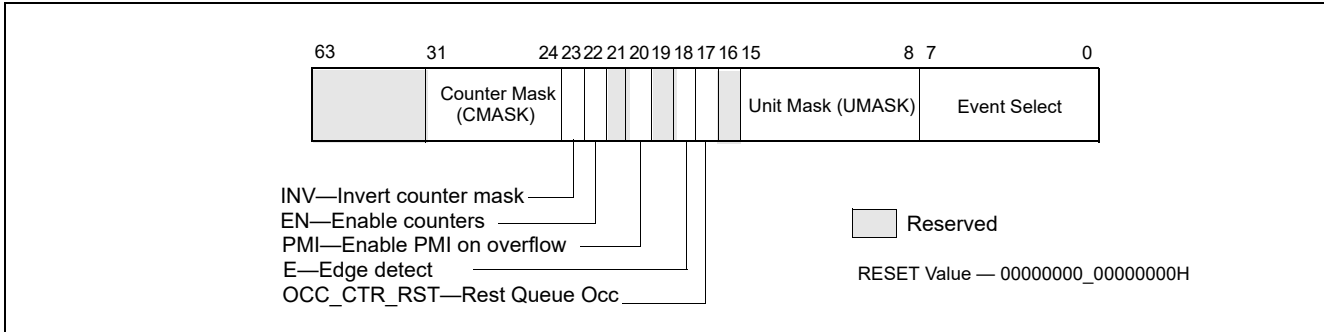 63 31 24 23 22 21 20 19 18 17 16 15 8 7 0
Counter Mask
(CMASK)
Unit Mask (UMASK)
Event Select
INV—Invert counter mask
EN—Enable counters
PMI—Enable PMI on overflow
E—Edge detect
OCC_CTR_RST—Rest Queue Occ
Reserved
RESET Value — 00000000_00000000H